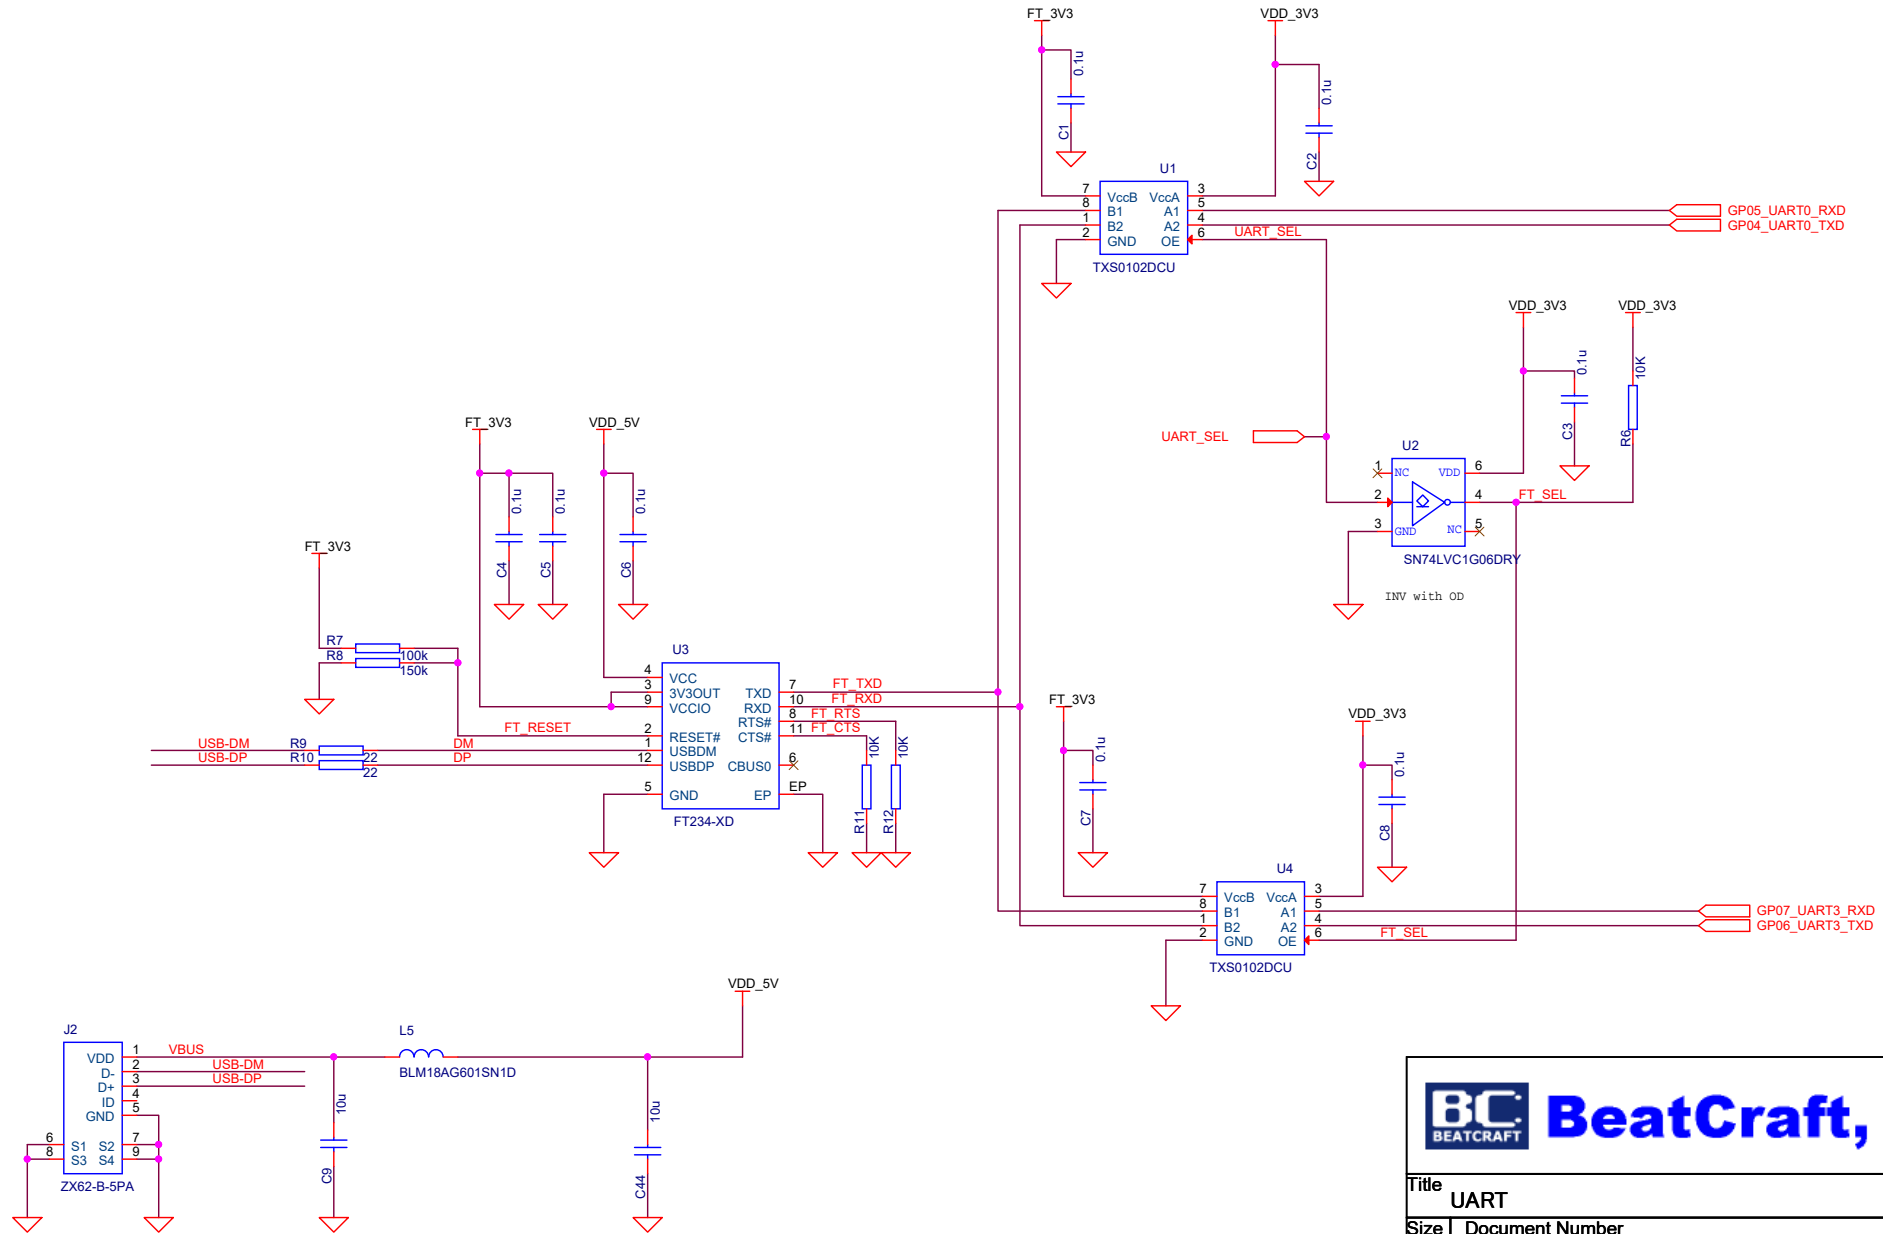 FT_3V3
VDD_3V3
0.1u
C1
0.1u
C2
U1
7 VccB VccA 3
8 B1 A1 5
1 B2 A2 4
2 GND OE 6
TXS0102DCU
GP05_UART0_RXD
GP04_UART0_TXD
UART_SEL
VDD_3V3
VDD_3V3
0.1u
C3
10K
R6
UART_SEL
U2
1 NC VDD 6
2 4
3 GND NC 5
FT_SEL
SN74LVC1G06DRY
INV with OD
FT_3V3
VDD_5V
0.1u
C4
0.1u
C5
0.1u
C6
FT_3V3
R7
100k
R8
150k
U3
4 VCC
3 3V3OUT TXD 7
9 VCCIO RXD 10
RTS# 8
2 RESET# CTS# 11
1 USBDM
12 USBDP CBUS0 6
5 GND EP EP
FT234-XD
FT_RESET
USB-DM R9 22 DM
USB-DP R10 22 DP
FT_TXD
FT_RXD
FT_RTS
FT_CTS
10K
R11
10K
R12
FT_3V3
VDD_3V3
0.1u
C7
0.1u
C8
U4
7 VccB VccA 3
8 B1 A1 5
1 B2 A2 4
2 GND OE 6
TXS0102DCU
FT_SEL
GP07_UART3_RXD
GP06_UART3_TXD
VDD_5V
J2
VDD 1
D- 2
D+ 3
ID 4
GND 5
6 S1 S2 7
8 S3 S4 9
ZX62-B-5PA
VBUS
USB-DM
USB-DP
L5
BLM18AG601SN1D
10u
C9
10u
C44
BC
BEATCRAFT
BeatCraft,
Title
UART
Size Document Number